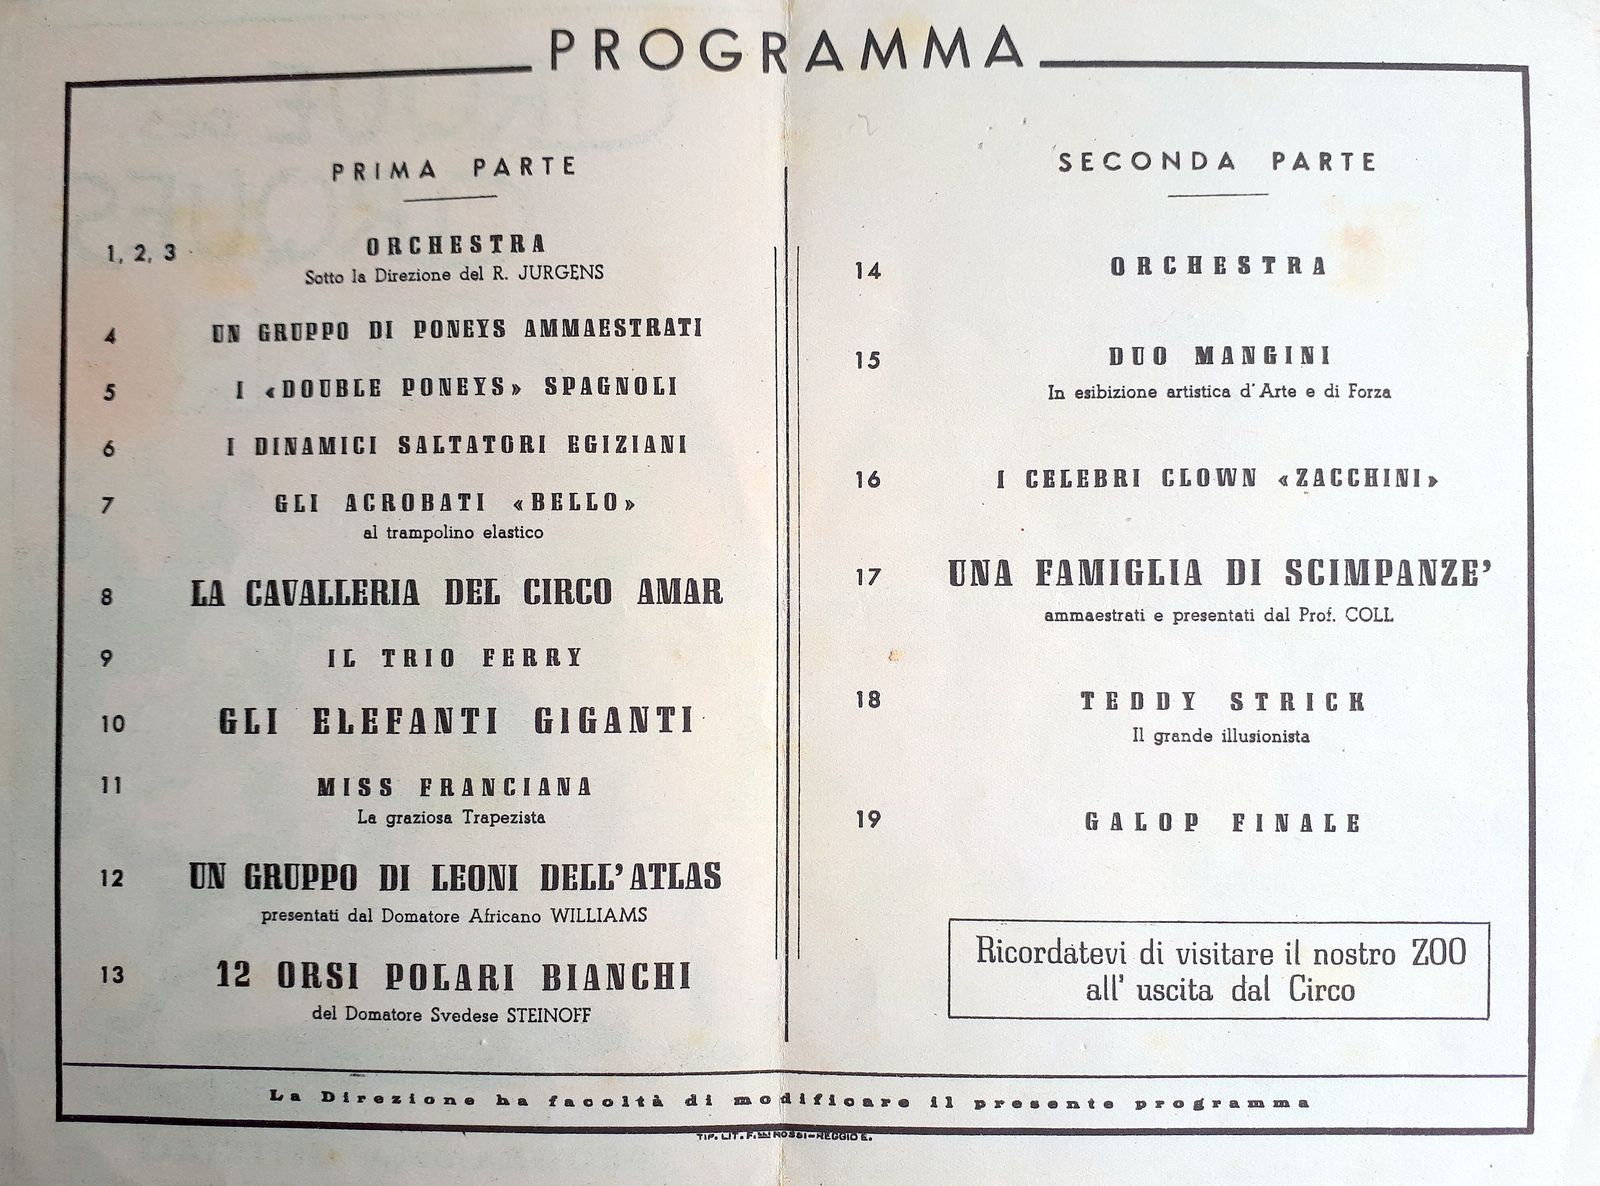 PROGRAMMA
PRIMA PARTE
1, 2, 3 ORCHESTRA
Sotto la Direzione del R. JURGENS
4 UN GRUPPO DI PONEYS AMMAESTRATI
5 I «DOUBLE PONEYS» SPAGNOLI
6 I DINAMICI SALTATORI EGIZIANI
7 GLI ACROBATI «BELLO»
al trampolino elastico
8 LA CAVALLERIA DEL CIRCO AMAR
9 IL TRIO FERRY
10 GLI ELEFANTI GIGANTI
11 MISS FRANCIANA
La graziosa Trapezista
12 UN GRUPPO DI LEONI DELL'ATLAS
presentati dal Domatore Africano WILLIAMS
13 12 ORSI POLARI BIANCHI
del Domatore Svedese STEINOFF
SECONDA PARTE
14 ORCHESTRA
15 DUO MANGINI
In esibizione artistica d'Arte e di Forza
16 I CELEBRI CLOWN «ZACCHINI»
17 UNA FAMIGLIA DI SCIMPANZE'
ammaestrati e presentati dal Prof. COLL
18 TEDDY STRICK
Il grande illusionista
19 GALOP FINALE
Ricordatevi di visitare il nostro ZOO
all' uscita dal Circo
La Direzione ha facoltà di modificare il presente programma
TIP. LIT. F.lli ROSSI-REGGIO E.